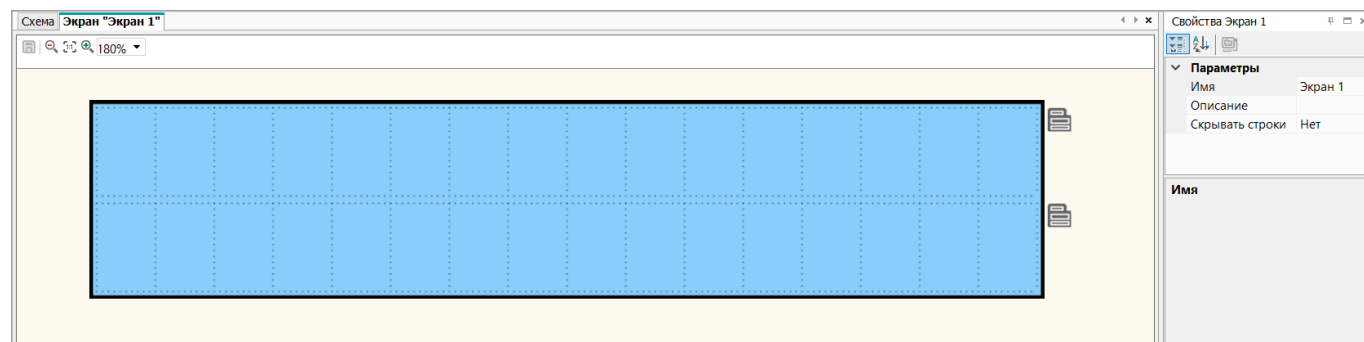 Схема Экран "Экран 1"
180%
Свойства Экран 1
Параметры
Имя Экран 1
Описание
Скрывать строки Нет
Имя